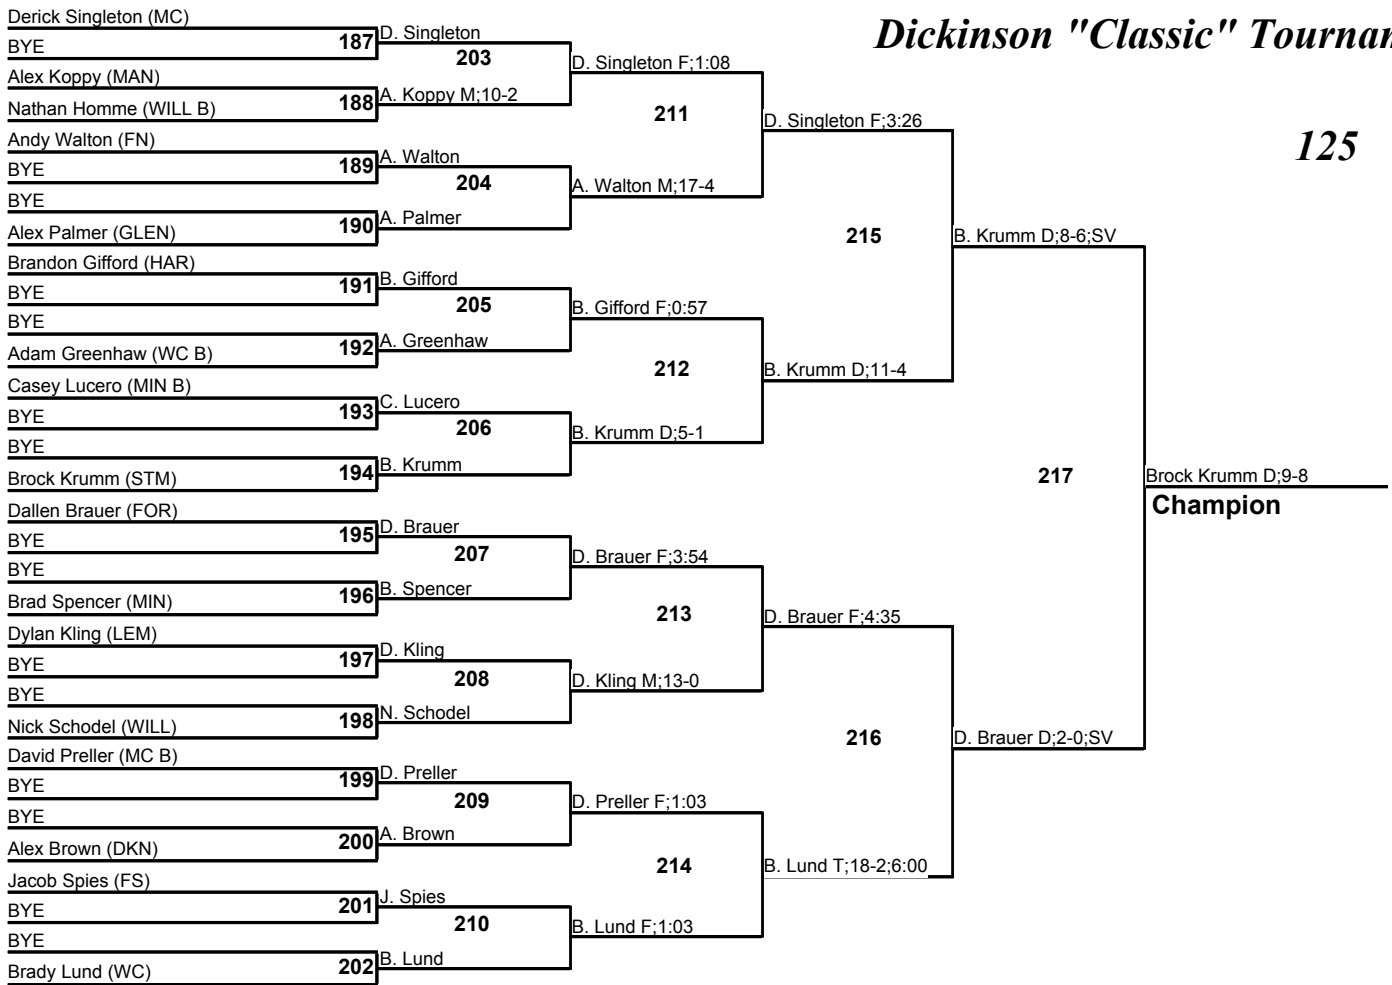 Dickinson "Classic" Tournam
125
Derick Singleton (MC)
BYE
187
D. Singleton
203
Alex Koppy (MAN)
Nathan Homme (WILL B)
188
A. Koppy M;10-2
D. Singleton F;1:08
211
Andy Walton (FN)
BYE
189
A. Walton
204
BYE
Alex Palmer (GLEN)
190
A. Palmer
A. Walton M;17-4
D. Singleton F;3:26
215
Brandon Gifford (HAR)
BYE
191
B. Gifford
205
BYE
Adam Greenhaw (WC B)
192
A. Greenhaw
B. Gifford F;0:57
212
Casey Lucero (MIN B)
BYE
193
C. Lucero
206
BYE
Brock Krumm (STM)
194
B. Krumm
B. Krumm D;5-1
B. Krumm D;11-4
B. Krumm D;8-6;SV
217
Brock Krumm D;9-8
Champion
Dallen Brauer (FOR)
BYE
195
D. Brauer
207
BYE
Brad Spencer (MIN)
196
B. Spencer
D. Brauer F;3:54
213
Dylan Kling (LEM)
BYE
197
D. Kling
208
BYE
Nick Schodel (WILL)
198
N. Schodel
D. Kling M;13-0
D. Brauer F;4:35
216
David Preller (MC B)
BYE
199
D. Preller
209
BYE
Alex Brown (DKN)
200
A. Brown
D. Preller F;1:03
214
Jacob Spies (FS)
BYE
201
J. Spies
210
BYE
Brady Lund (WC)
202
B. Lund
B. Lund F;1:03
B. Lund T;18-2;6:00
D. Brauer D;2-0;SV